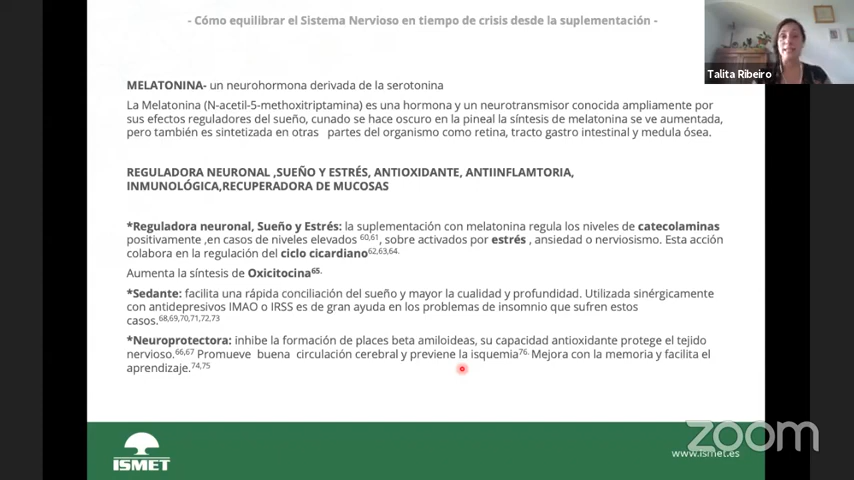 - Cómo equilibrar el Sistema Nervioso en tiempo de crisis desde la suplementación -
Talita Ribeiro
MELATONINA- un neurohormona derivada de la serotonina
La Melatonina (N-acetil-5-methoxitriptamina) es una hormona y un neurotransmisor conocida ampliamente por
sus efectos reguladores del sueño, cunado se hace oscuro en la pineal la síntesis de melatonina se ve aumentada,
pero también es sintetizada en otras partes del organismo como retina, tracto gastro intestinal y medula ósea.
REGULADORA NEURONAL ,SUEÑO Y ESTRÉS, ANTIOXIDANTE, ANTIINFLAMTORIA,
INMUNOLÓGICA,RECUPERADORA DE MUCOSAS
*Reguladora neuronal, Sueño y Estrés: la suplementación con melatonina regula los niveles de catecolaminas
positivamente ,en casos de niveles elevados 60,61, sobre activados por estrés , ansiedad o nerviosismo. Esta acción
colabora en la regulación del ciclo cicardiano62,63,64.
Aumenta la síntesis de Oxicitocina65.
*Sedante: facilita una rápida conciliación del sueño y mayor la cualidad y profundidad. Utilizada sinérgicamente
con antidepresivos IMAO o IRSS es de gran ayuda en los problemas de insomnio que sufren estos
casos.68,69,70,71,72,73
*Neuroprotectora: inhibe la formación de places beta amiloideas, su capacidad antioxidante protege el tejido
nervioso.66,67 Promueve buena circulación cerebral y previene la isquemia76. Mejora con la memoria y facilita el
aprendizaje.74,75
zoom
www.ismet.es
ISMET